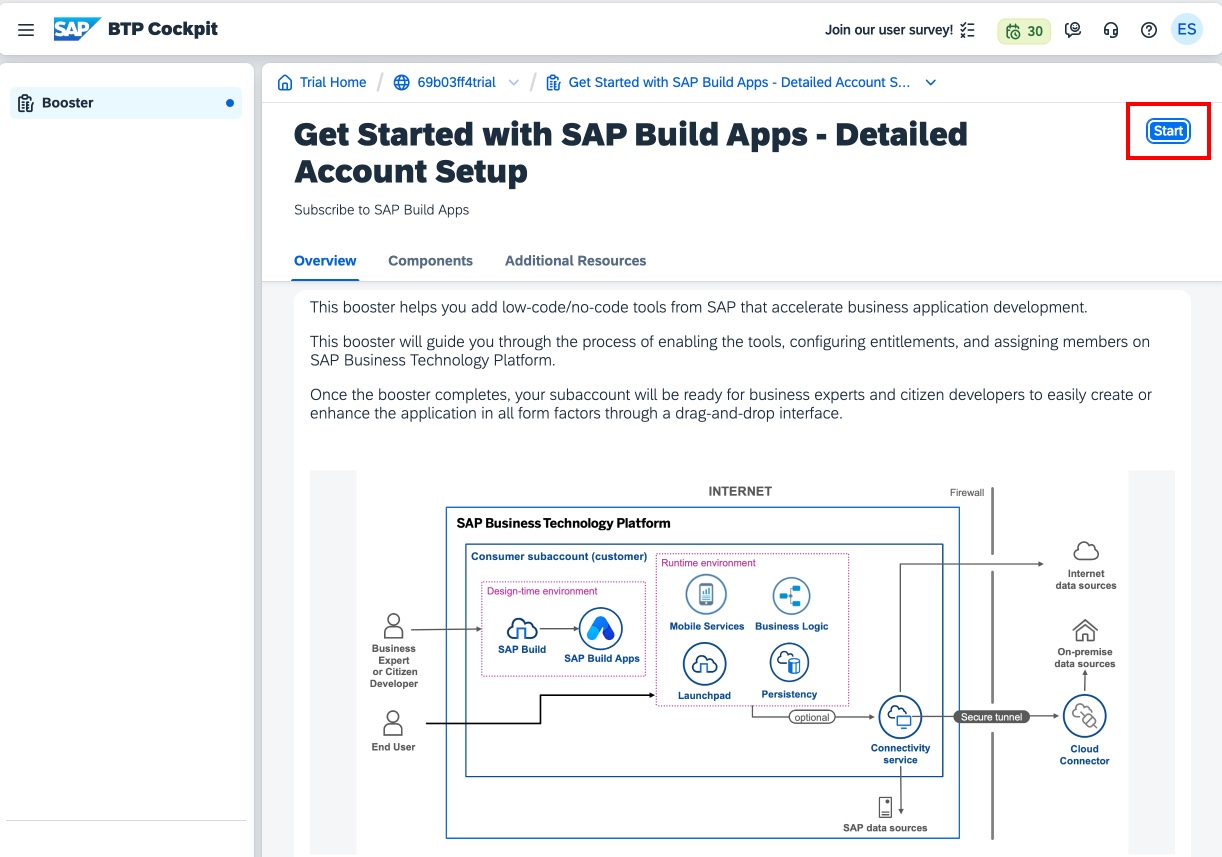 SAP BTP Cockpit
Join our user survey!
30
ES
Booster
Trial Home / 69b03ff4trial / Get Started with SAP Build Apps - Detailed Account S...
Get Started with SAP Build Apps - Detailed
Account Setup
Start
Subscribe to SAP Build Apps
Overview Components Additional Resources
This booster helps you add low-code/no-code tools from SAP that accelerate business application development.
This booster will guide you through the process of enabling the tools, configuring entitlements, and assigning members on
SAP Business Technology Platform.
Once the booster completes, your subaccount will be ready for business experts and citizen developers to easily create or
enhance the application in all form factors through a drag-and-drop interface.
INTERNET
Firewall
SAP Business Technology Platform
Consumer subaccount (customer)
Runtime environment
Design-time environment
Mobile Services
Business Logic
SAP Build
SAP Build Apps
Launchpad
Persistency
Business
Expert
or Citizen
Developer
End User
optional
Connectivity
service
Secure tunnel
SAP data sources
Internet
data sources
On-premise
data sources
Cloud
Connector